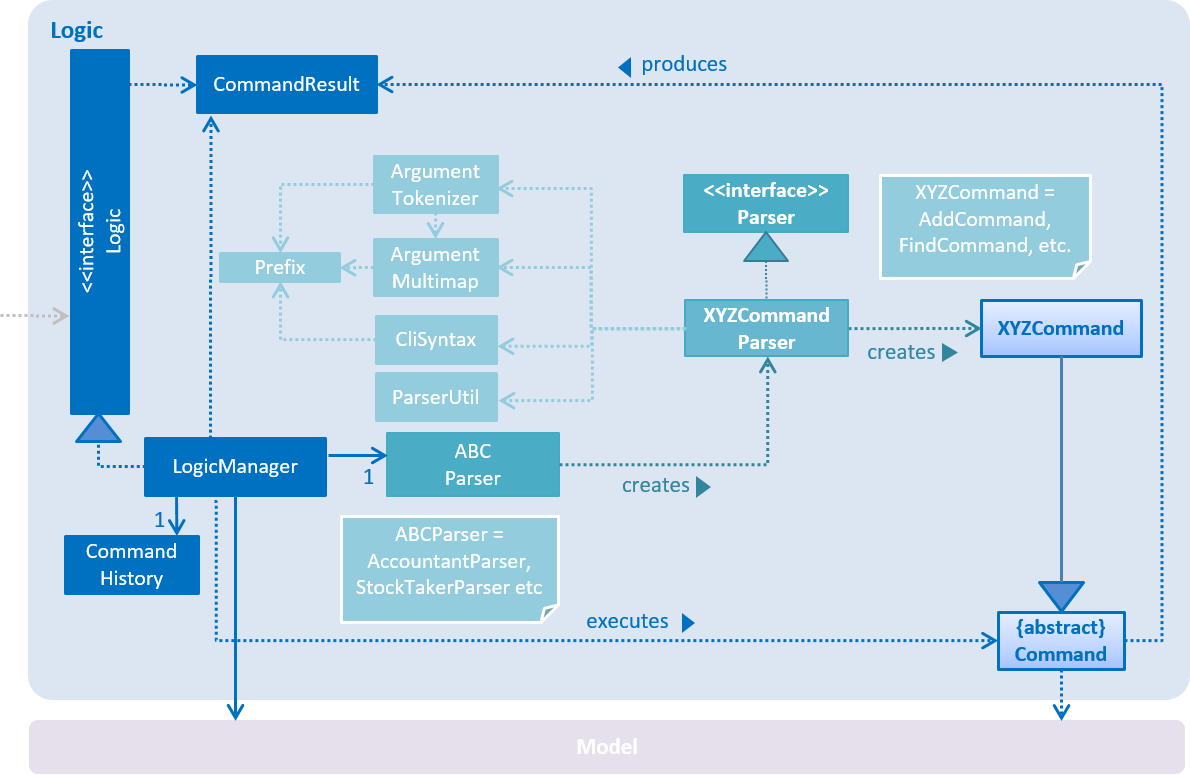 Logic
<<interface>>
Logic
CommandResult
produces
Argument
Tokenizer
<<interface>>
Parser
XYZCommand =
AddCommand,
FindCommand, etc.
Prefix
Argument
Multimap
CliSyntax
XYZCommand
Parser
creates
XYZCommand
ParserUtil
LogicManager
1
ABC
Parser
creates
1
Command
History
ABCParser =
AccountantParser,
StockTakerParser etc
executes
{abstract}
Command
Model